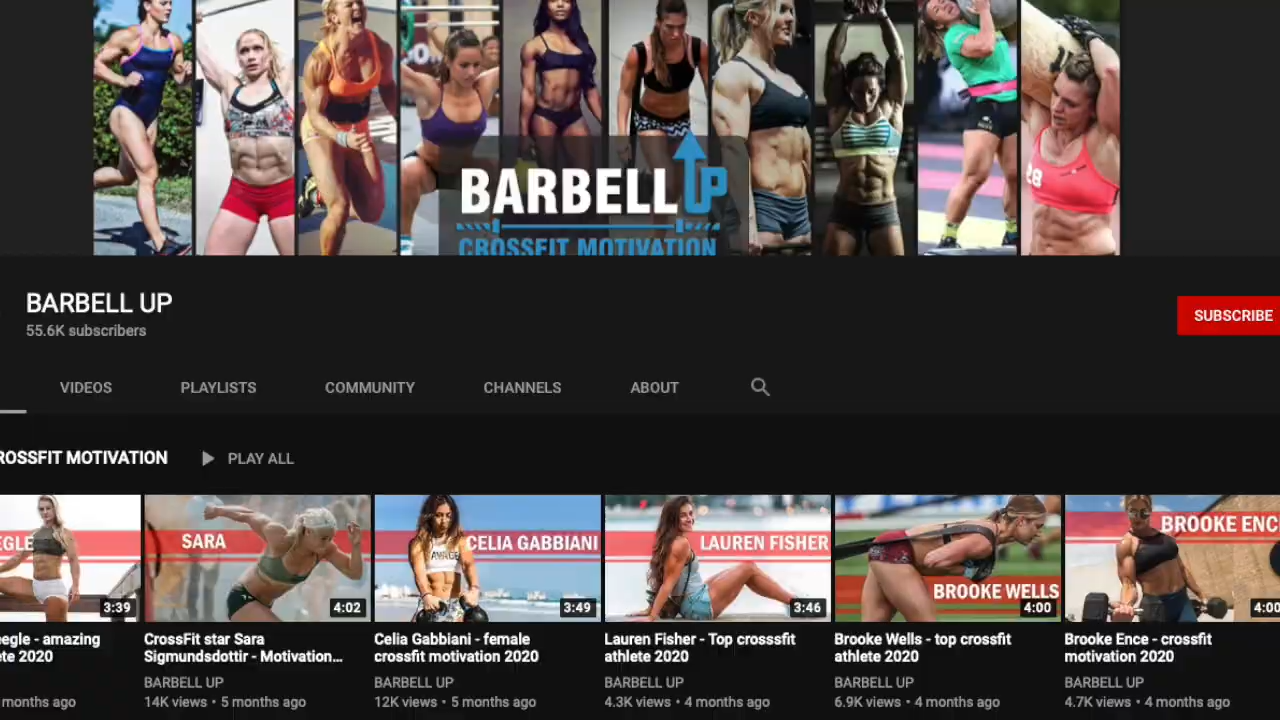 BARBELL UP
CROSSFIT MOTIVATION
28
BARBELL UP
55.6K subscribers
SUBSCRIBE
VIDEOS
PLAYLISTS
COMMUNITY
CHANNELS
ABOUT
ROSSFIT MOTIVATION
PLAY ALL
EGLE
3:39
SARA
4:02
SAVAGE
CELIA GABBIANI
3:49
LAUREN FISHER
3:46
BROOKE WELLS
4:00
BROOKE ENC
4:00
eegle - amazing
ete 2020
months ago
CrossFit star Sara
Sigmundsdottir - Motivation...
BARBELL UP
14K views • 5 months ago
Celia Gabbiani - female
crossfit motivation 2020
BARBELL UP
12K views • 5 months ago
Lauren Fisher - Top crosssfit
athlete 2020
BARBELL UP
4.3K views • 4 months ago
Brooke Wells - top crossfit
athlete 2020
BARBELL UP
6.9K views • 4 months ago
Brooke Ence - crossfit
motivation 2020
BARBELL UP
4.7K views • 4 months ago